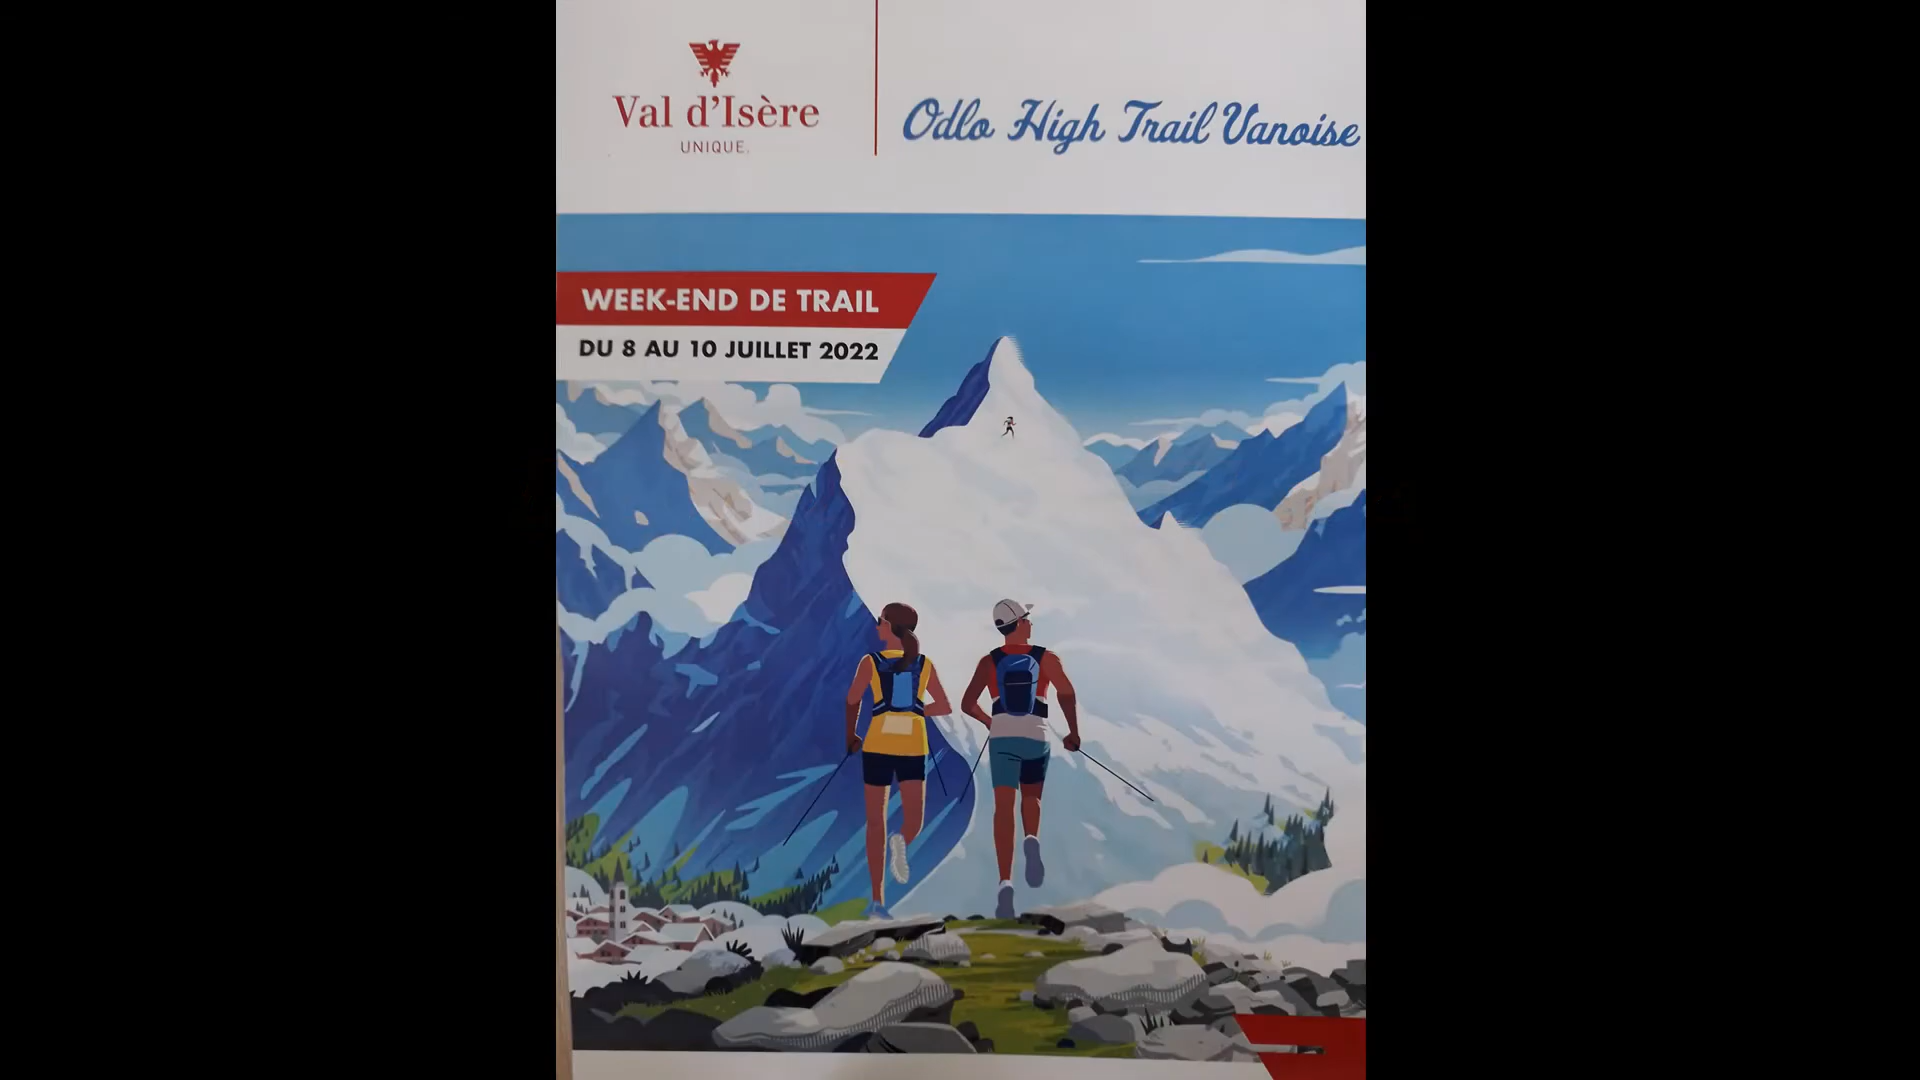 Val d'Isère
UNIQUE.
Odlo High Trail Vanoise
WEEK-END DE TRAIL
DU 8 AU 10 JUILLET 2022